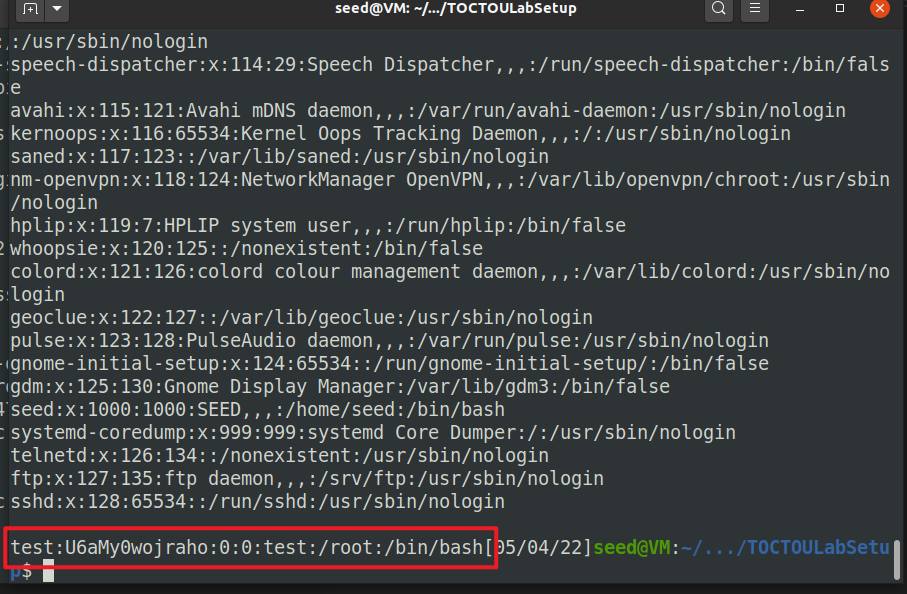 seed@VM: ~/.../TOCTOULabSetup
:/usr/sbin/nologin
speech-dispatcher:x:114:29:Speech Dispatcher,,,:/run/speech-dispatcher:/bin/fals
e
avahi:x:115:121:Avahi mDNS daemon,,,:/var/run/avahi-daemon:/usr/sbin/nologin
kernoops:x:116:65534:Kernel Oops Tracking Daemon,,,:/:/usr/sbin/nologin
saned:x:117:123::/var/lib/saned:/usr/sbin/nologin
nm-openvpn:x:118:124:NetworkManager OpenVPN,,,:/var/lib/openvpn/chroot:/usr/sbin
/nologin
hplip:x:119:7:HPLIP system user,,,:/run/hplip:/bin/false
whoopsie:x:120:125::/nonexistent:/bin/false
colord:x:121:126:colord colour management daemon,,,:/var/lib/colord:/usr/sbin/no
login
geoclue:x:122:127::/var/lib/geoclue:/usr/sbin/nologin
pulse:x:123:128:PulseAudio daemon,,,:/var/run/pulse:/usr/sbin/nologin
gnome-initial-setup:x:124:65534::/run/gnome-initial-setup/:/bin/false
gdm:x:125:130:Gnome Display Manager:/var/lib/gdm3:/bin/false
seed:x:1000:1000:SEED,,,:/home/seed:/bin/bash
systemd-coredump:x:999:999:systemd Core Dumper:/:/usr/sbin/nologin
telnetd:x:126:134::/nonexistent:/usr/sbin/nologin
ftp:x:127:135:ftp daemon,,,:/srv/ftp:/usr/sbin/nologin
sshd:x:128:65534::/run/sshd:/usr/sbin/nologin
test:U6aMy0wojraho:0:0:test:/root:/bin/bash[05/04/22]seed@VM:~/.../TOCTOULabSetu
p$